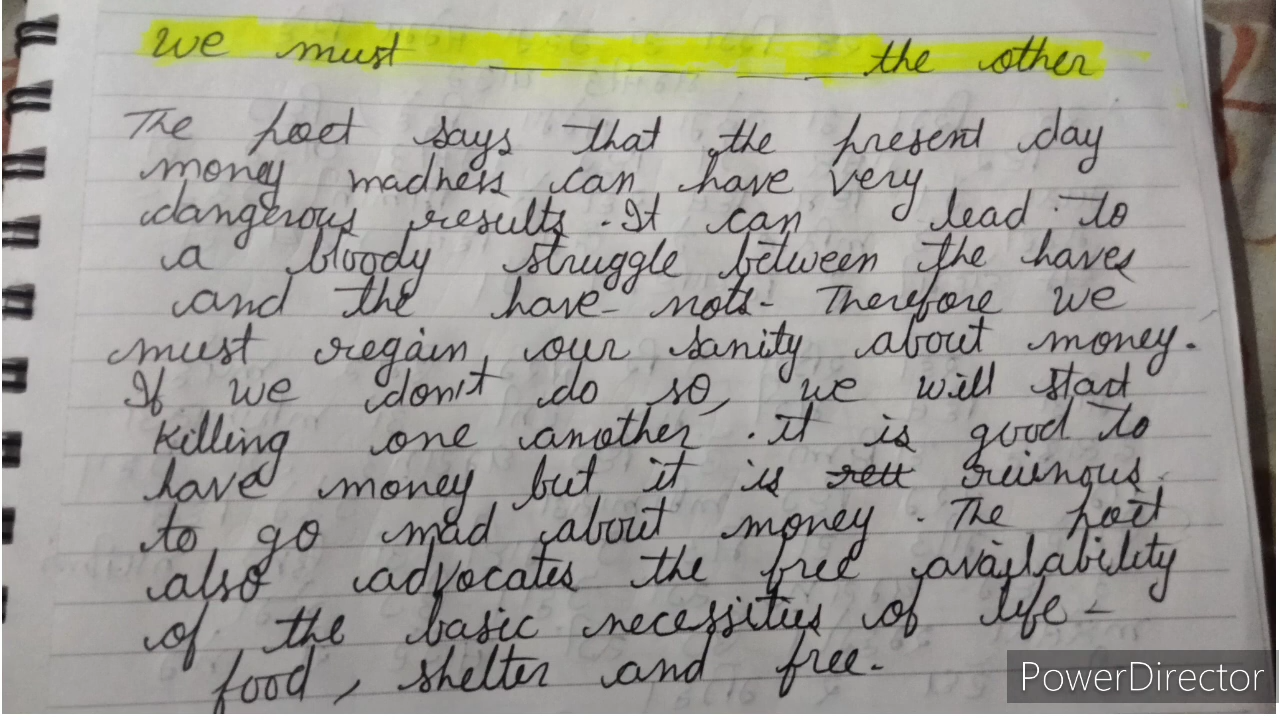 we must ______ ______ the other
The poet says that the present day
money madness can have very
dangerous results. It can lead to
a bloody struggle between the haves
and the have-nots. Therefore we
must regain our sanity about money.
If we don't do so, we will start
killing one another. it is good to
have money but it is ruinous
to go mad about money. The poet
also advocates the free availability
of the basic necessities of life -
food, shelter and free.
PowerDirector